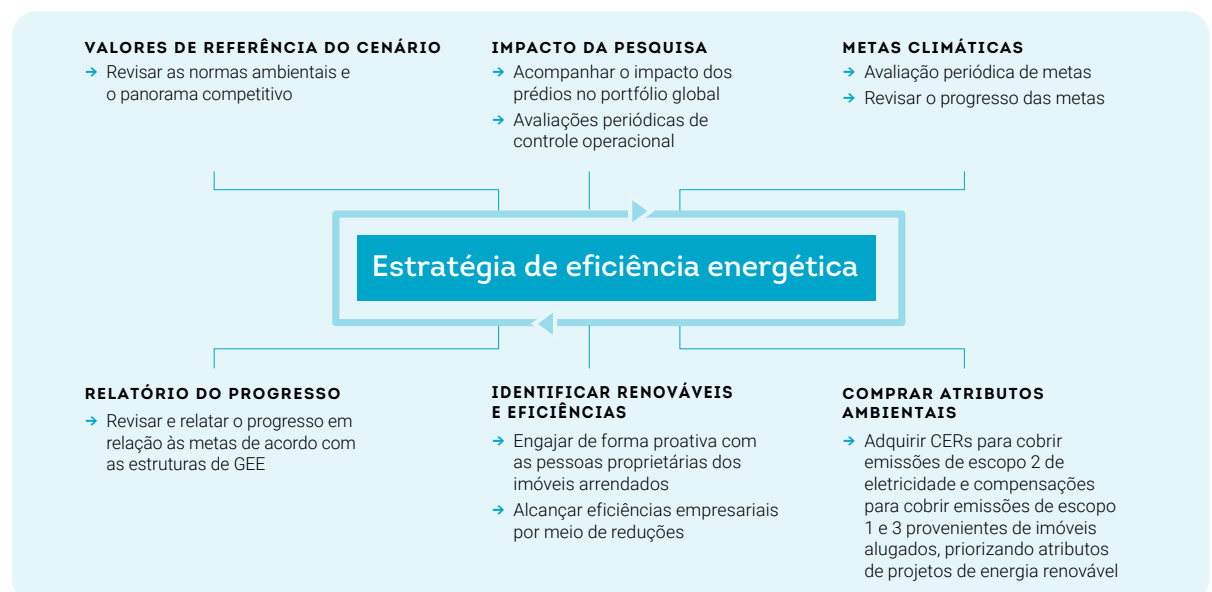 VALORES DE REFERÊNCIA DO CENÁRIO
→ Revisar as normas ambientais e
o panorama competitivo
IMPACTO DA PESQUISA
→ Acompanhar o impacto dos
prédios no portfólio global
→ Avaliações periódicas de
controle operacional
METAS CLIMÁTICAS
→ Avaliação periódica de metas
→ Revisar o progresso das metas
Estratégia de eficiência energética
RELATÓRIO DO PROGRESSO
→ Revisar e relatar o progresso em
relação às metas de acordo com
as estruturas de GEE
IDENTIFICAR RENOVÁVEIS
E EFICIÊNCIAS
→ Engajar de forma proativa com
as pessoas proprietárias dos
imóveis arrendados
→ Alcançar eficiências empresariais
por meio de reduções
COMPRAR ATRIBUTOS
AMBIENTAIS
→ Adquirir CERs para cobrir
emissões de escopo 2 de
eletricidade e compensações
para cobrir emissões de escopo
1 e 3 provenientes de imóveis
alugados, priorizando atributos
de projetos de energia renovável